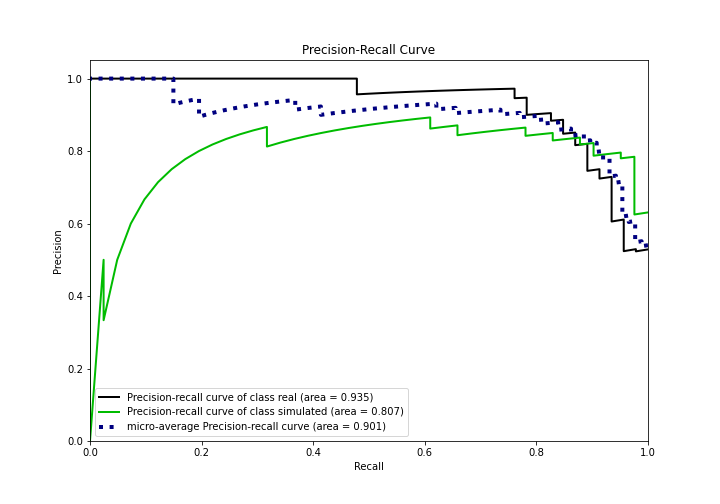 Precision-Recall Curve
Precision
1.0
0.8
0.6
0.4
0.2
0.0
Precision-recall curve of class real (area = 0.935)
Precision-recall curve of class simulated (area = 0.807)
micro-average Precision-recall curve (area = 0.901)
0.0 0.2 0.4 0.6 0.8 1.0
Recall